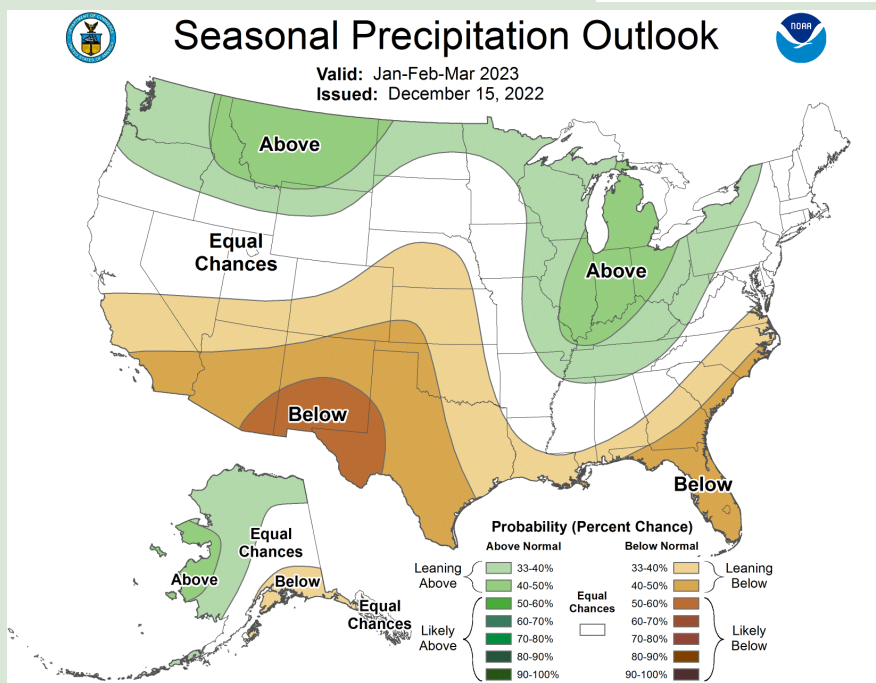 Seasonal Precipitation Outlook
NOAA
Valid: Jan-Feb-Mar 2023
Issued: December 15, 2022
Above
Equal
Chances
Above
Below
Below
Equal
Chances
Above
Below
Equal
Chances
Probability (Percent Chance)
Above Normal Below Normal
Leaning
Above
33-40%
40-50%
Likely
Above
50-60%
60-70%
70-80%
80-90%
90-100%
Equal
Chances
33-40%
40-50%
Leaning
Below
50-60%
60-70%
70-80%
80-90%
90-100%
Likely
Below